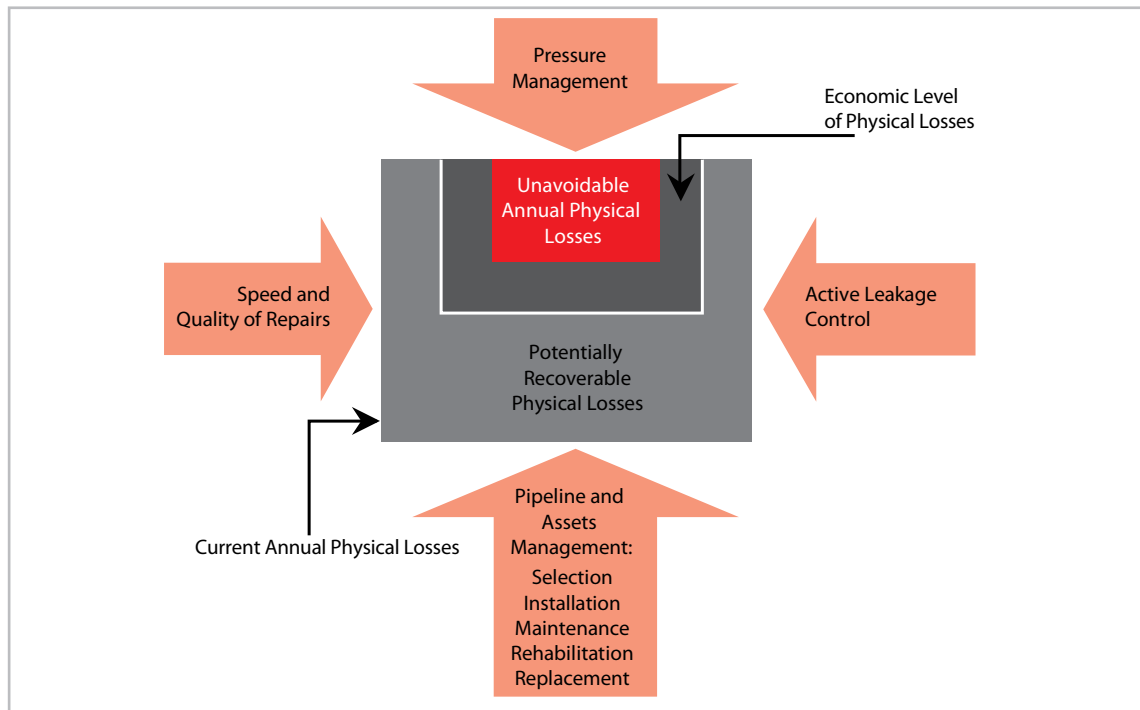 Pressure
Management
Economic Level
of Physical Losses
Unavoidable
Annual Physical
Losses
Speed and
Quality of Repairs
Active Leakage
Control
Potentially
Recoverable
Physical Losses
Current Annual Physical Losses
Pipeline and
Assets
Management:
Selection
Installation
Maintenance
Rehabilitation
Replacement